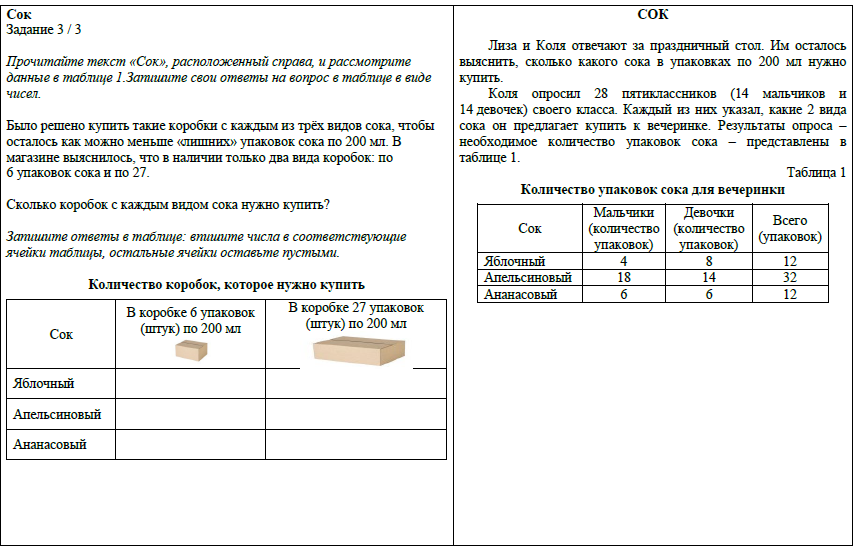 Сок
Задание 3 / 3
Прочитайте текст «Сок», расположенный справа, и рассмотрите
данные в таблице 1.Запишите свои ответы на вопрос в таблице в виде
чисел.
Было решено купить такие коробки с каждым из трёх видов сока, чтобы
осталось как можно меньше «лишних» упаковок сока по 200 мл. В
магазине выяснилось, что в наличии только два вида коробок: по
6 упаковок сока и по 27.
Сколько коробок с каждым видом сока нужно купить?
Запишите ответы в таблице: впишите числа в соответствующие
ячейки таблицы, остальные ячейки оставьте пустыми.
Количество коробок, которое нужно купить
Сок
В коробке 6 упаковок
(штук) по 200 мл
В коробке 27 упаковок
(штук) по 200 мл
Яблочный
Апельсиновый
Ананасовый
СОК
Лиза и Коля отвечают за праздничный стол. Им осталось
выяснить, сколько какого сока в упаковках по 200 мл нужно
купить.
Коля опросил 28 пятиклассников (14 мальчиков и
14 девочек) своего класса. Каждый из них указал, какие 2 вида
сока он предлагает купить к вечеринке. Результаты опроса –
необходимое количество упаковок сока – представлены в
таблице 1.
Таблица 1
Количество упаковок сока для вечеринки
Сок
Мальчики
(количество
упаковок)
Девочки
(количество
упаковок)
Всего
(упаковок)
Яблочный 4 8 12
Апельсиновый 18 14 32
Ананасовый 6 6 12